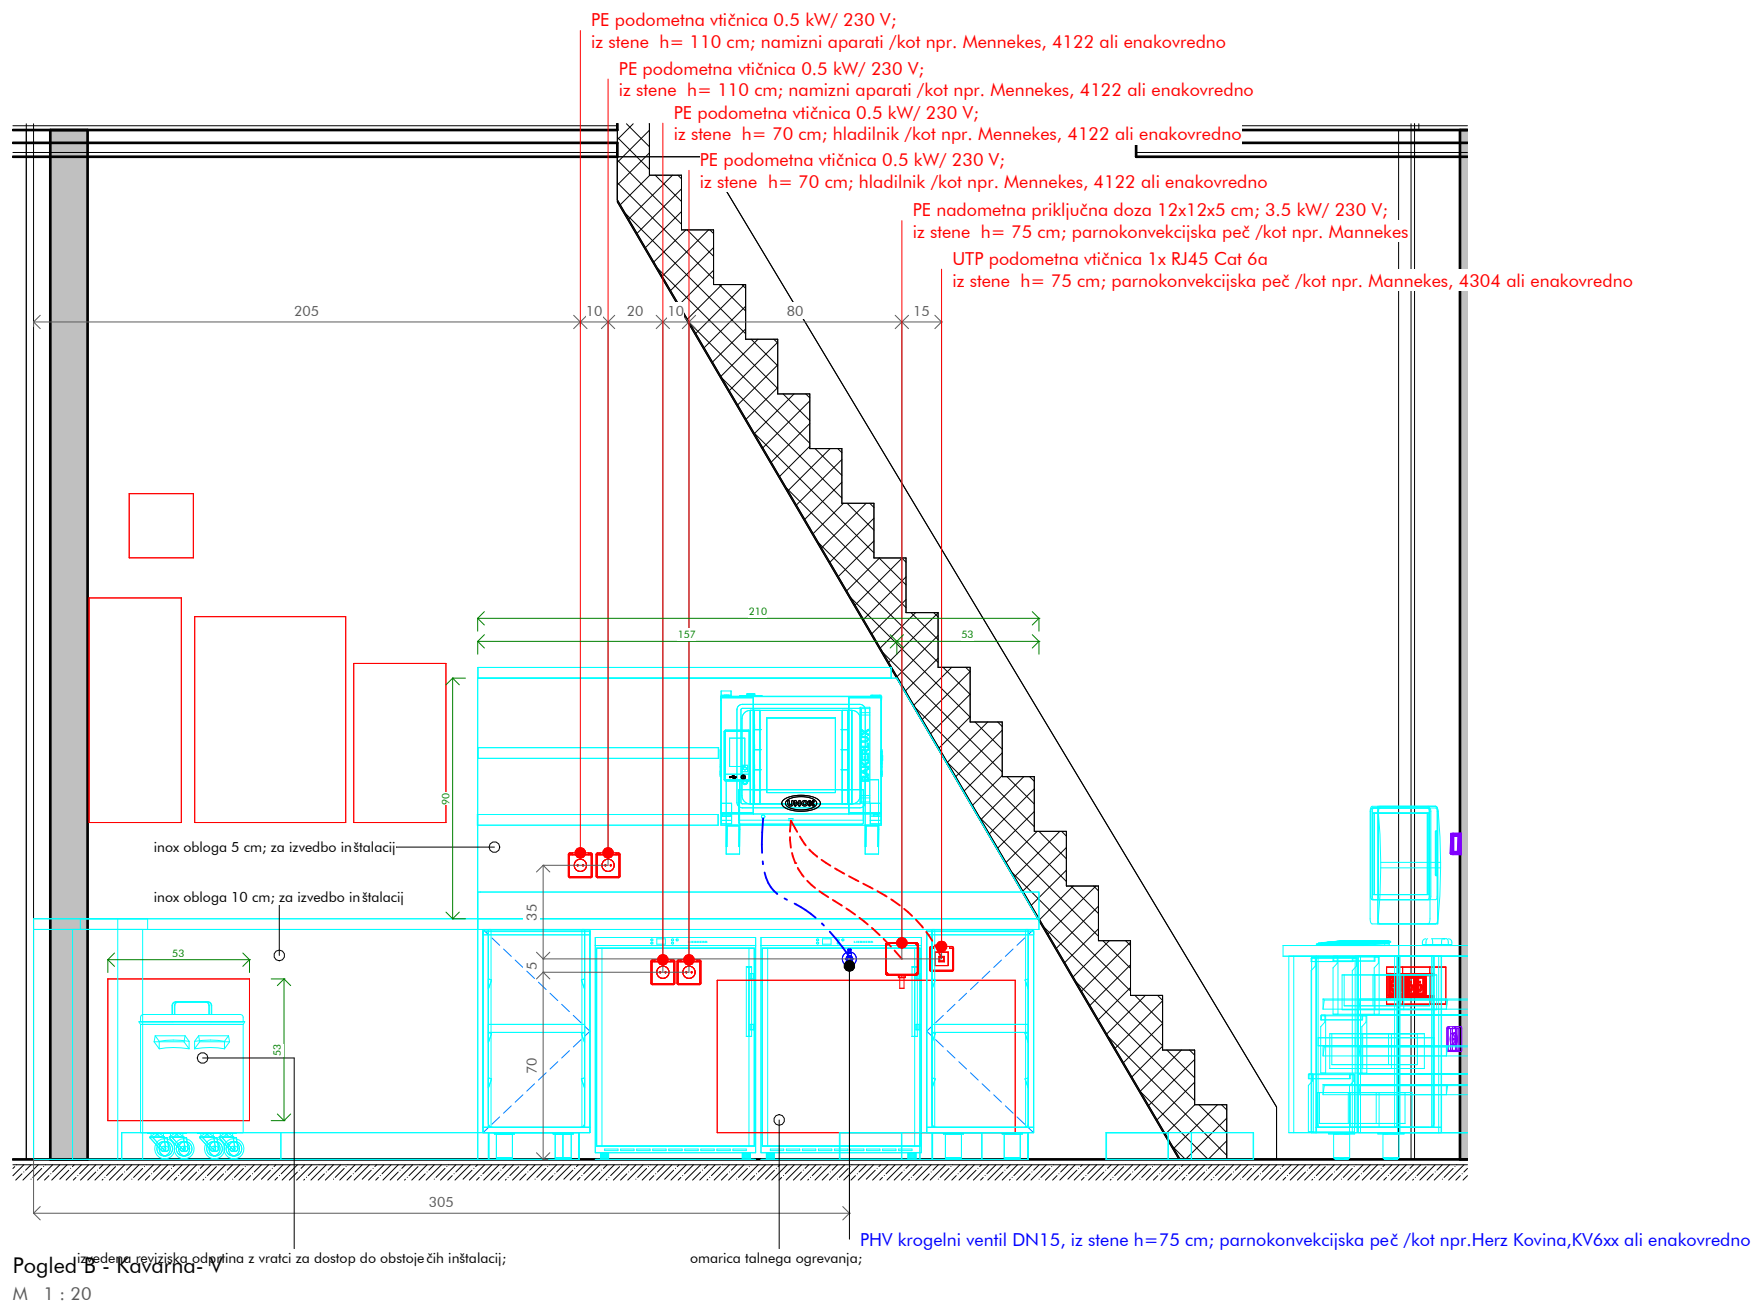 PE podometna vtičnica 0.5 kW/ 230 V;
iz stene h= 110 cm; namizni aparati /kot npr. Mennekes, 4122 ali enakovredno
PE podometna vtičnica 0.5 kW/ 230 V;
iz stene h= 110 cm; namizni aparati /kot npr. Mennekes, 4122 ali enakovredno
PE podometna vtičnica 0.5 kW/ 230 V;
iz stene h= 70 cm; hladilnik /kot npr. Mennekes, 4122 ali enakovredno
PE podometna vtičnica 0.5 kW/ 230 V;
iz stene h= 70 cm; hladilnik /kot npr. Mennekes, 4122 ali enakovredno
PE nadometna priključna doza 12x12x5 cm; 3.5 kW/ 230 V;
iz stene h= 75 cm; parnokonvekcijska peč /kot npr. Mannekes
UTP podometna vtičnica 1x RJ45 Cat 6a
iz stene h= 75 cm; parnokonvekcijska peč /kot npr. Mannekes, 4304 ali enakovredno
205 10 20 10 80 15
210
157 53
90
UNOX
inox obloga 5 cm; za izvedbo inštalacij
inox obloga 10 cm; za izvedbo inštalacij
35
53
5
53
70
305
PHV krogelni ventil DN15, iz stene h=75 cm; parnokonvekcijska peč /kot npr.Herz Kovina,KV6xx ali enakovredno
izvedena reviziska odprtina z vratci za dostop do obstoječih inštalacij;
omarica talnega ogrevanja;
Pogled B - Kavarna- V
M 1 : 20